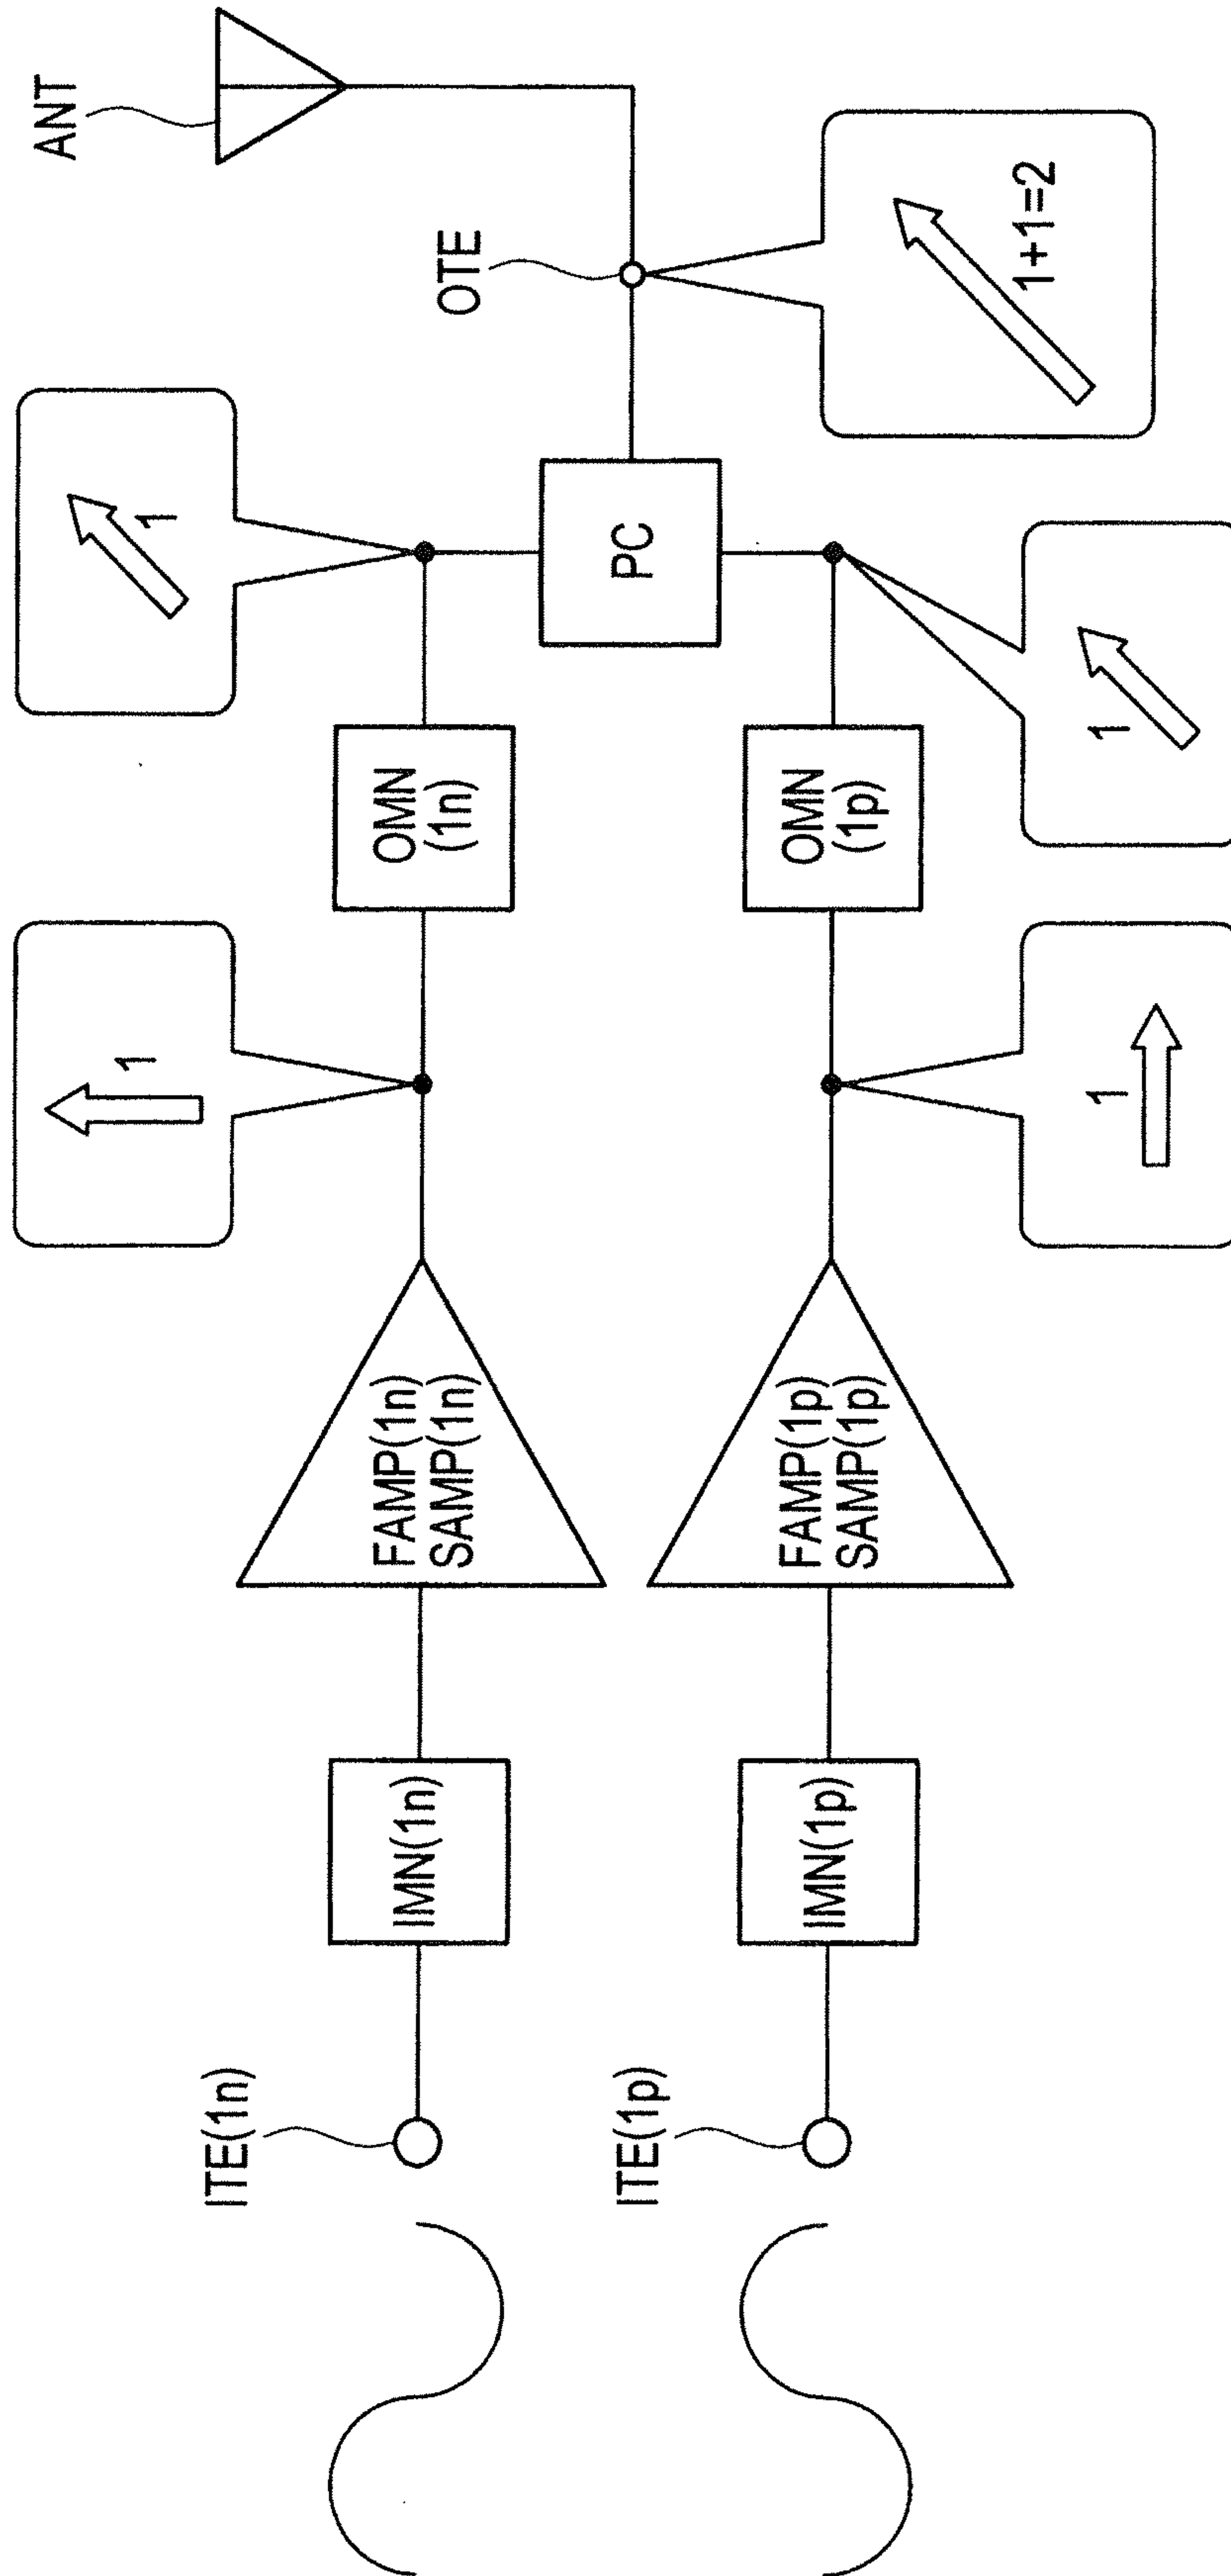 ANT
OTE
1
1
1+1=2
PC
1
1
OMN
(1n)
OMN
(1p)
FAMP(1n)
SAMP(1n)
FAMP(1p)
SAMP(1p)
IMN(1n)
IMN(1p)
ITE(1n)
ITE(1p)